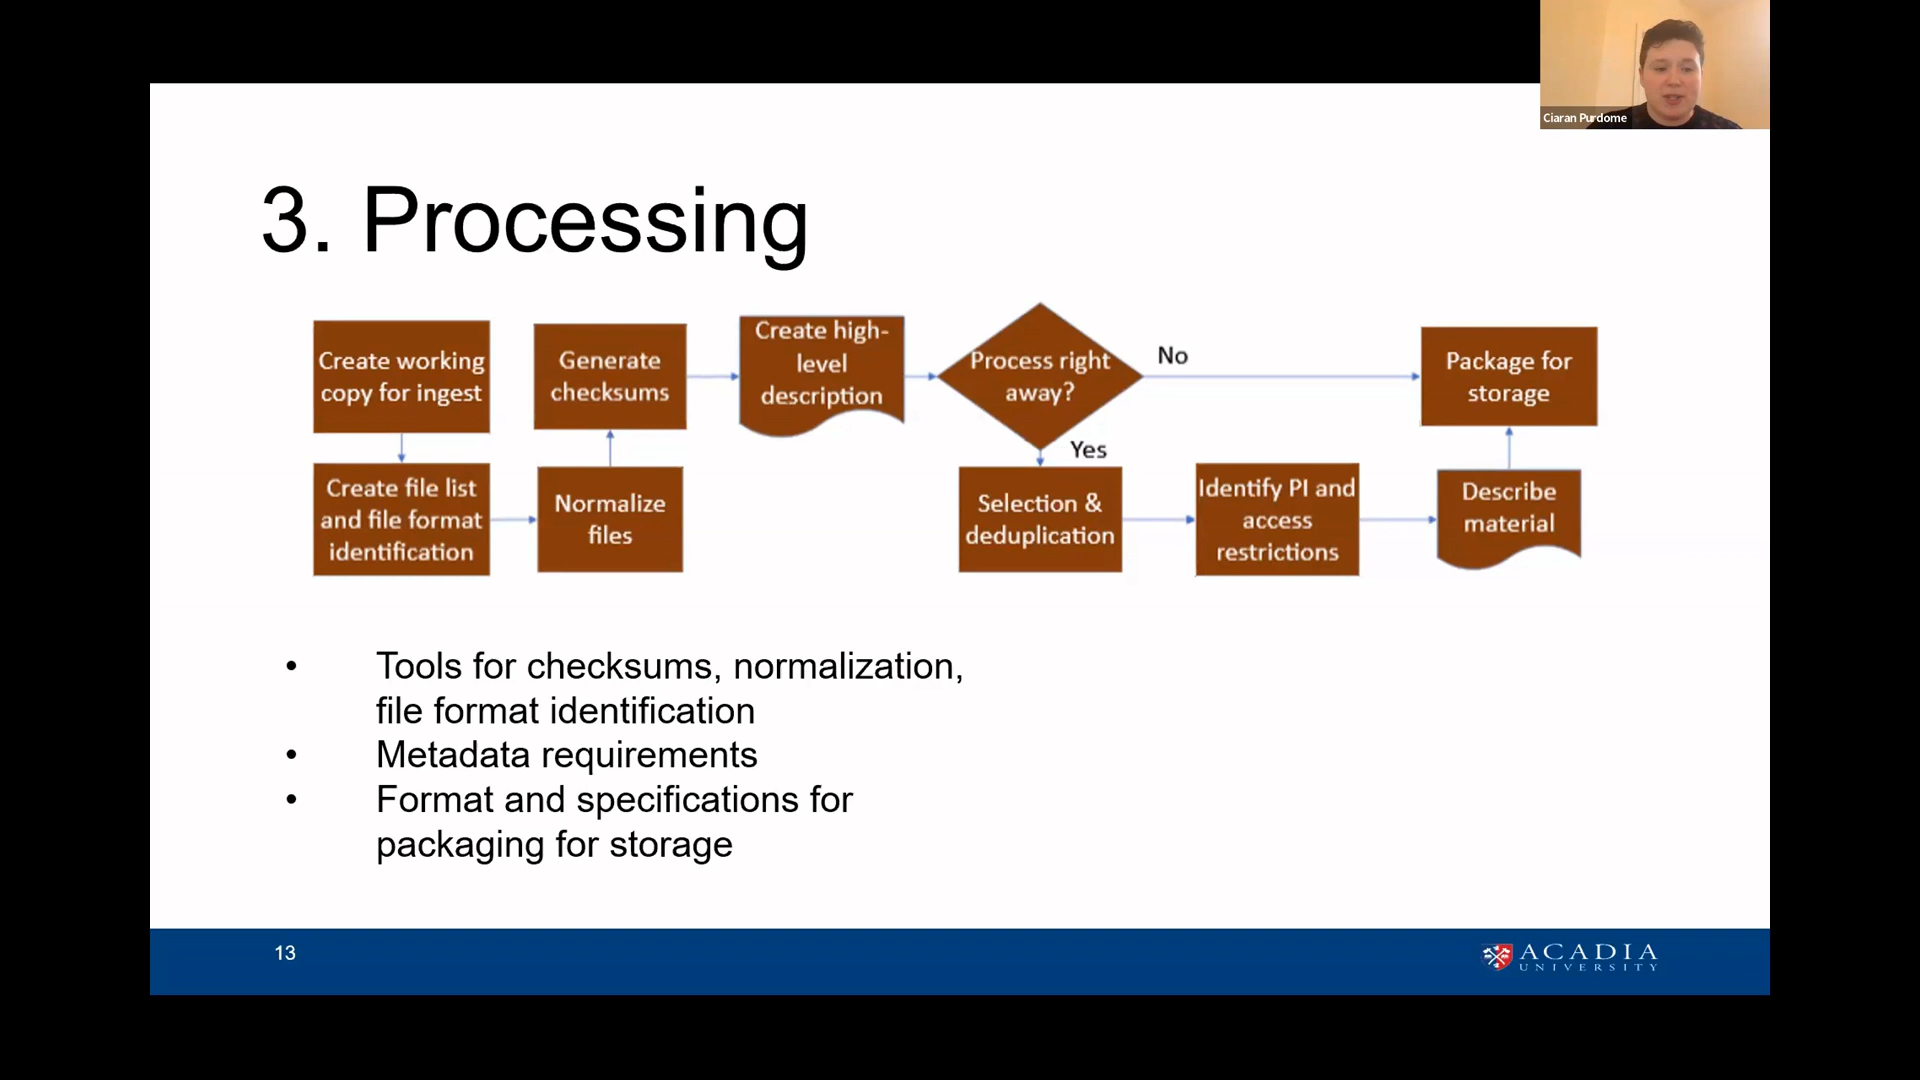 Ciaran Purdome
3. Processing
Create working
copy for ingest
Create file list
and file format
identification
Normalize
files
Generate
checksums
Create high-
level
description
Process right
away?
No
Yes
Selection &
deduplication
Identify PI and
access
restrictions
Describe
material
Package for
storage
• Tools for checksums, normalization,
file format identification
• Metadata requirements
• Format and specifications for
packaging for storage
13
ACADIA
UNIVERSITY